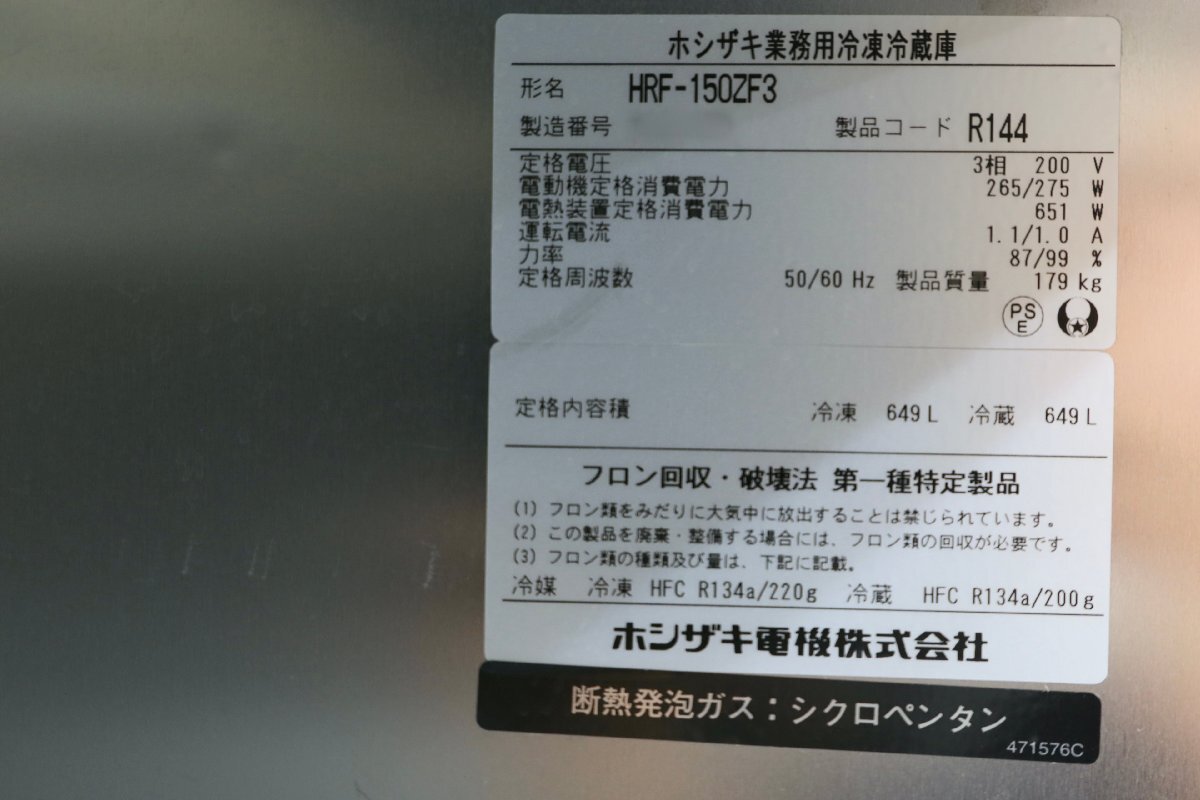 ホシザキ業務用冷凍冷蔵庫
形名 HRF-150ZF3
製造番号 製品コード R144
定格電圧 3相 200 V
電動機定格消費電力 265/275 W
電熱装置定格消費電力 651 W
運転電流 1.1/1.0 A
力率 87/99 %
定格周波数 50/60 Hz 製品質量 179 kg
PS E
定格内容積 冷凍 649 L 冷蔵 649 L
フロン回収・破壊法 第一種特定製品
(1) フロン類をみだりに大気中に放出することは禁じられています。
(2) この製品を廃棄・整備する場合には、フロン類の回収が必要です。
(3) フロン類の種類及び量は、下記に記載。
冷媒 冷凍 HFC R134a/220g 冷蔵 HFC R134a/200g
ホシザキ電機株式会社
断熱発泡ガス：シクロペンタン
471576C